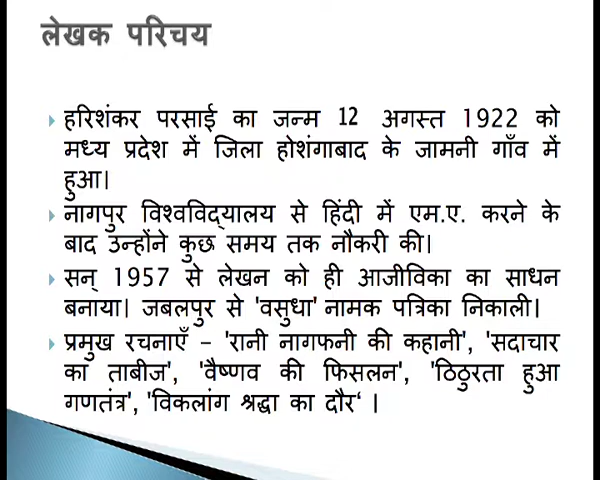 लेखक परिचय
हरिशंकर परसाई का जन्म 12 अगस्त 1922 को
मध्य प्रदेश में जिला होशंगाबाद के जामनी गाँव में
हुआ।
नागपुर विश्वविद्यालय से हिंदी में एम.ए. करने के
बाद उन्होंने कुछ समय तक नौकरी की।
सन् 1957 से लेखन को ही आजीविका का साधन
बनाया। जबलपुर से 'वसुधा' नामक पत्रिका निकाली।
प्रमुख रचनाएँ – 'रानी नागफनी की कहानी', 'सदाचार
का ताबीज', 'वैष्णव की फिसलन', 'ठिठुरता हुआ
गणतंत्र', 'विकलांग श्रद्धा का दौर‘ ।